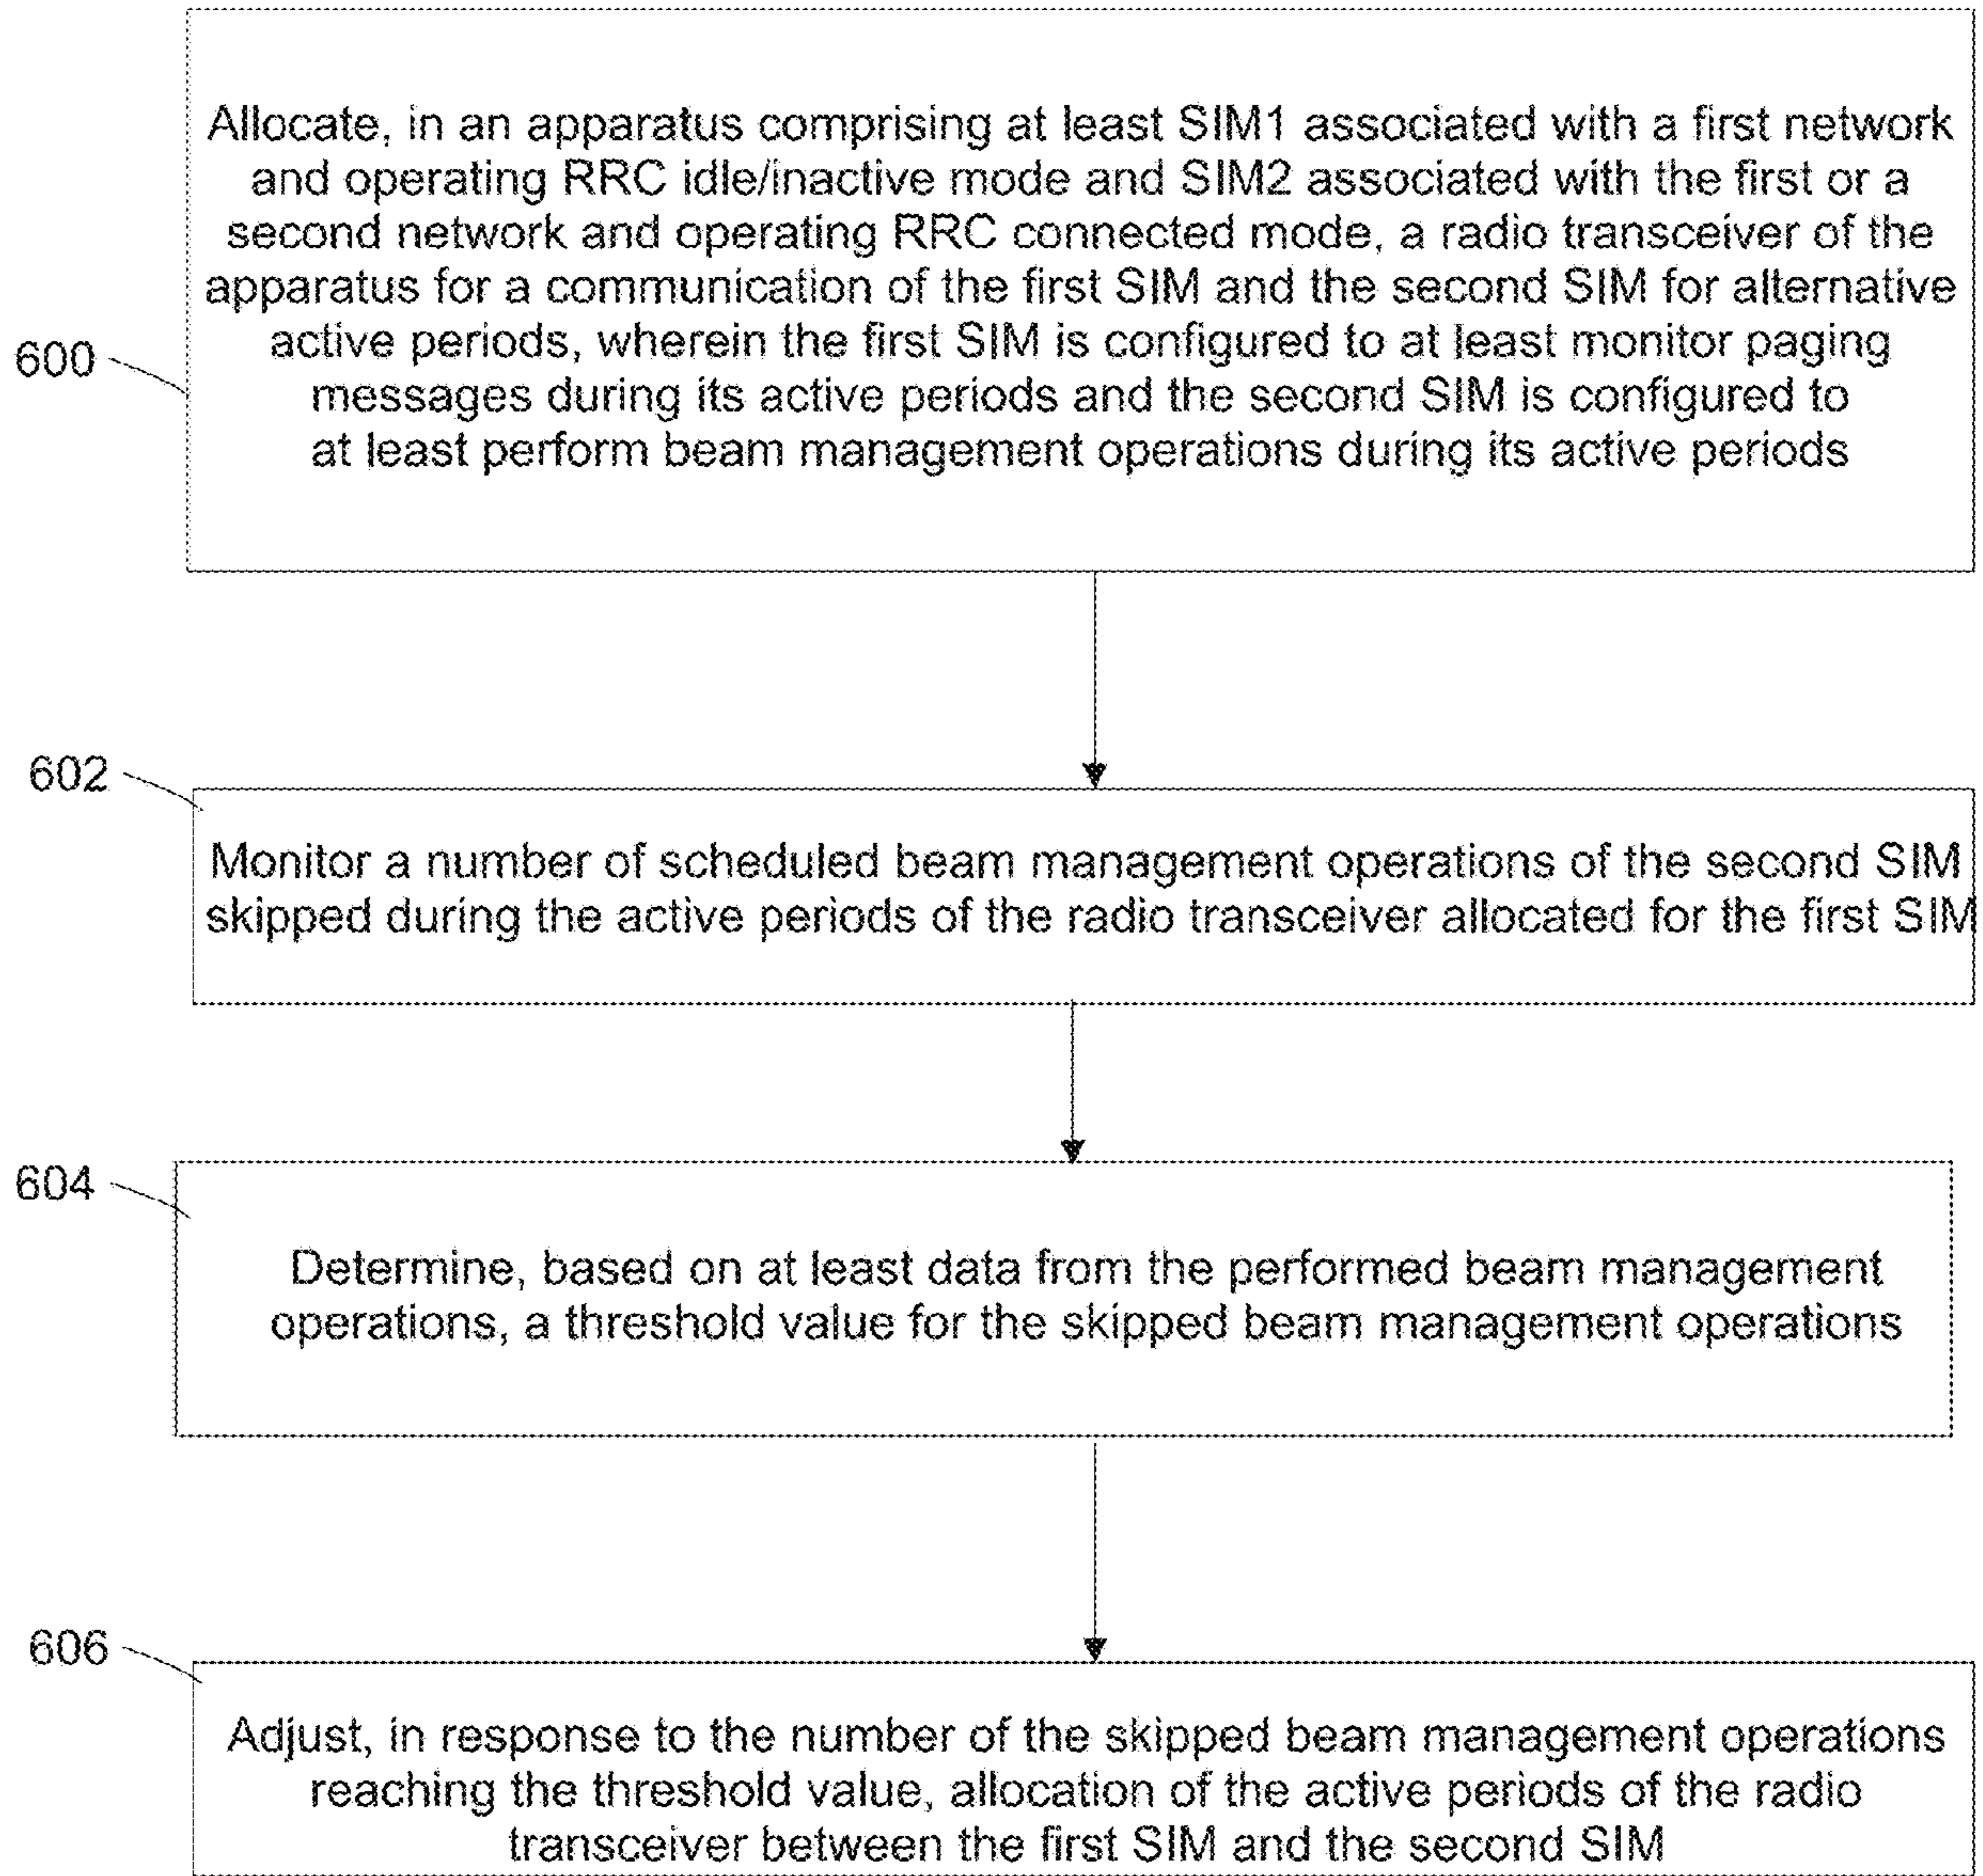 Allocate, in an apparatus comprising at least SIM1 associated with a first network
and operating RRC idle/inactive mode and SIM2 associated with the first or a
second network and operating RRC connected mode, a radio transceiver of the
apparatus for a communication of the first SIM and the second SIM for alternative
active periods, wherein the first SIM is configured to at least monitor paging
messages during its active periods and the second SIM is configured to
at least perform beam management operations during its active periods
600
602
Monitor a number of scheduled beam management operations of the second SIM
skipped during the active periods of the radio transceiver allocated for the first SIM
604
Determine, based on at least data from the performed beam management
operations, a threshold value for the skipped beam management operations
606
Adjust, in response to the number of the skipped beam management operations
reaching the threshold value, allocation of the active periods of the radio
transceiver between the first SIM and the second SIM